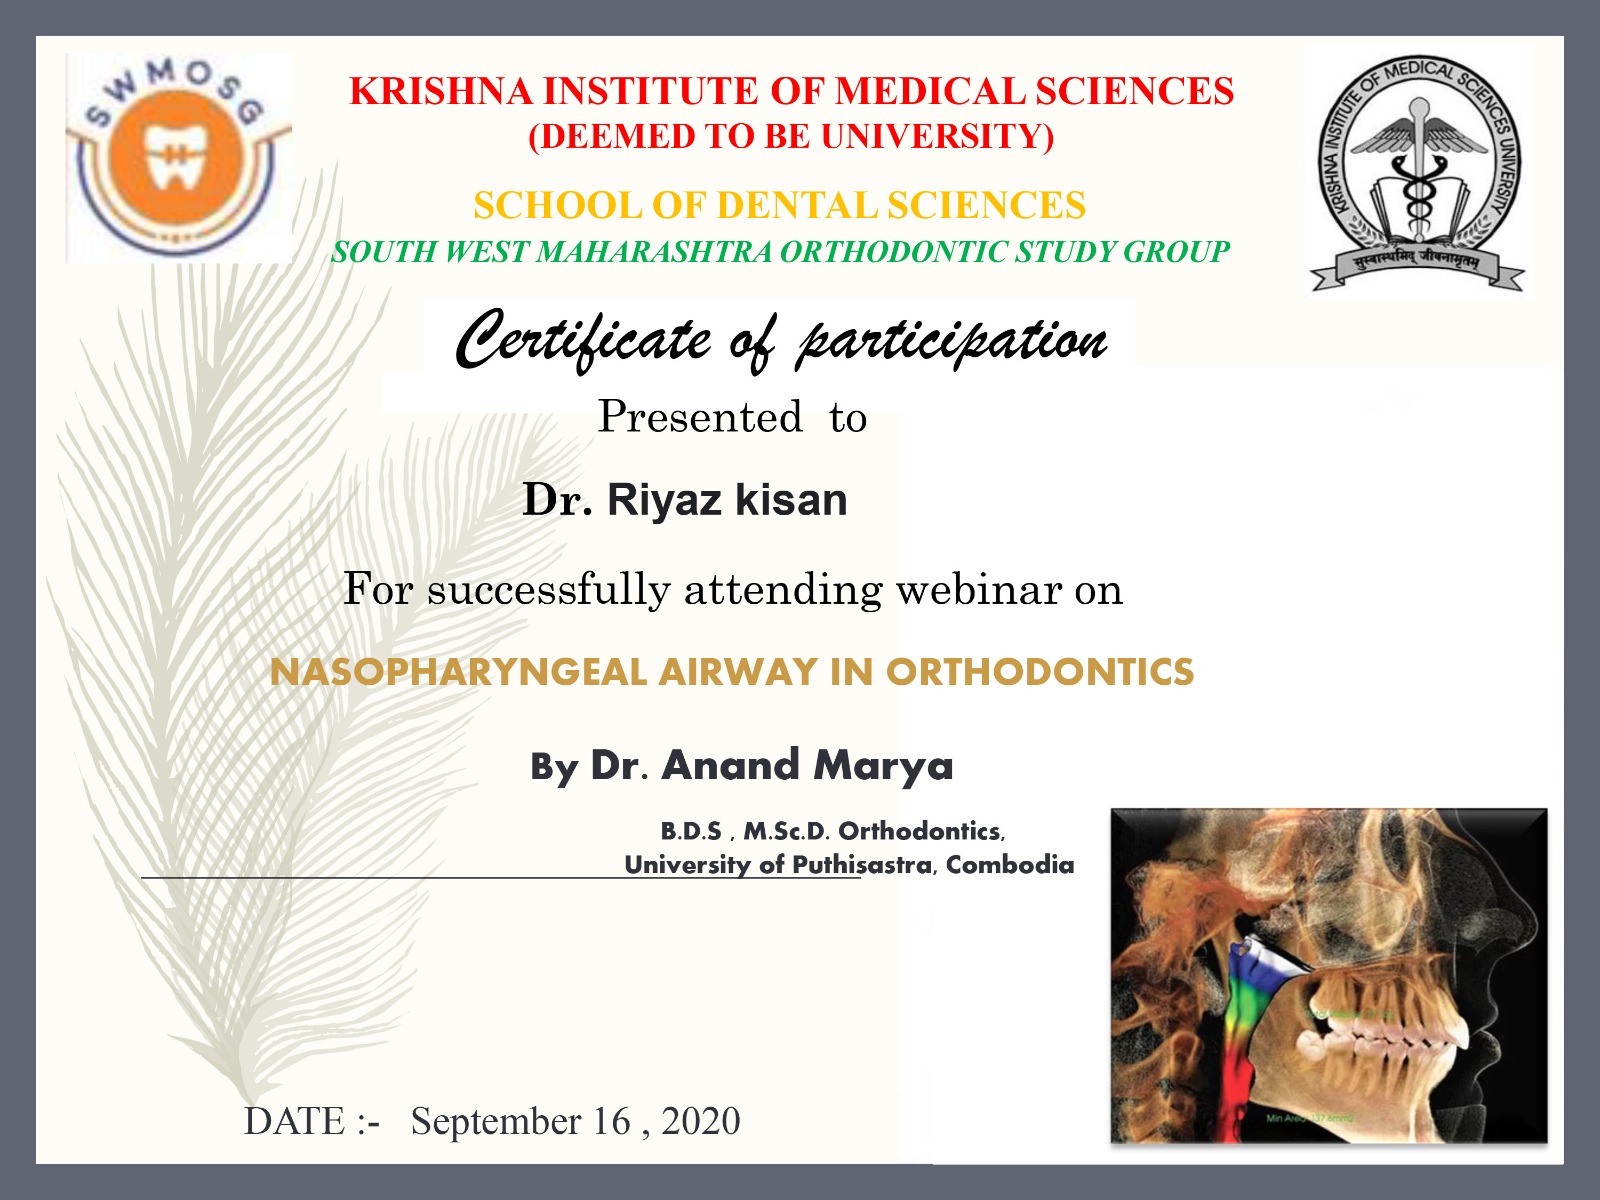 SWMOSG
KRISHNA INSTITUTE OF MEDICAL SCIENCES
(DEEMED TO BE UNIVERSITY)
SCHOOL OF DENTAL SCIENCES
SOUTH WEST MAHARASHTRA ORTHODONTIC STUDY GROUP
KRISHNA INSTITUTE OF MEDICAL SCIENCES UNIVERSITY
Certificate of participation
Presented to
Dr. Riyaz kisan
For successfully attending webinar on
NASOPHARYNGEAL AIRWAY IN ORTHODONTICS
By Dr. Anand Marya
B.D.S , M.Sc.D. Orthodontics,
University of Puthisastra, Combodia
Min Area
DATE :- September 16 , 2020